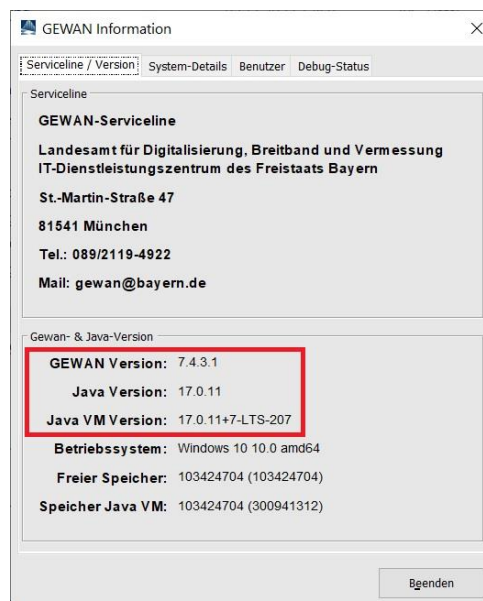 GEWAN Information
Serviceline / Version System-Details Benutzer Debug-Status
Serviceline
GEWAN-Serviceline
Landesamt für Digitalisierung, Breitband und Vermessung
IT-Dienstleistungszentrum des Freistaats Bayern
St.-Martin-Straße 47
81541 München
Tel.: 089/2119-4922
Mail: gewan@bayern.de
Gewan- & Java-Version
GEWAN Version: 7.4.3.1
Java Version: 17.0.11
Java VM Version: 17.0.11+7-LTS-207
Betriebssystem: Windows 10 10.0 amd64
Freier Speicher: 103424704 (103424704)
Speicher Java VM: 103424704 (300941312)
Beenden